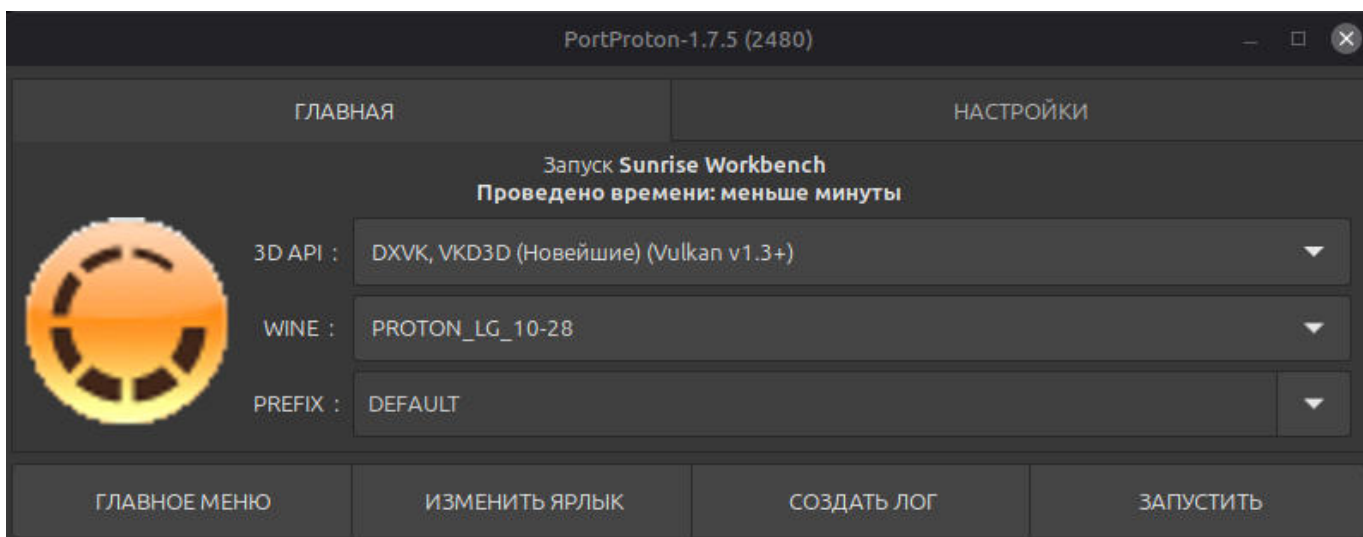 PortProton-1.7.5 (2480)
ГЛАВНАЯ
НАСТРОЙКИ
Запуск Sunrise Workbench
Проведено времени: меньше минуты
3D API :
DXVK, VKD3D (Новейшие) (Vulkan v1.3+)
WINE :
PROTON_LG_10-28
PREFIX :
DEFAULT
ГЛАВНОЕ МЕНЮ
ИЗМЕНИТЬ ЯРЛЫК
СОЗДАТЬ ЛОГ
ЗАПУСТИТЬ